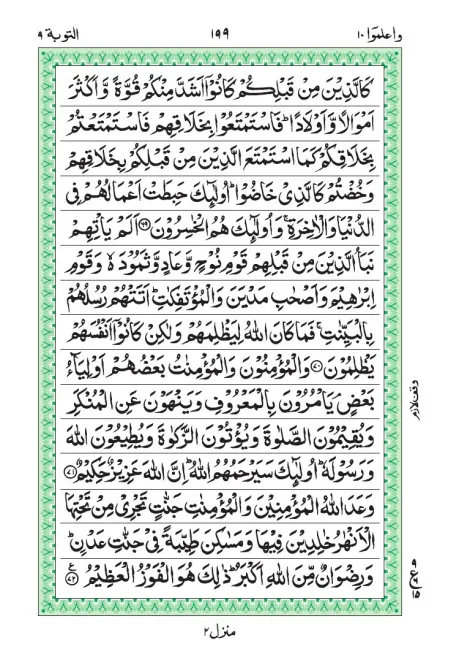 واعلموا ١٠
١٩٩
التوبة ٩
كَالَّذِيْنَ مِنْ قَبْلِكُمْ كَانُوْۤا اَشَدَّ مِنْكُمْ قُوَّةً وَّ اَكْثَرَ
اَمْوَالًا وَّ اَوْلَادًا ؕ فَاسْتَمْتَعُوْا بِخَلَاقِهِمْ فَاسْتَمْتَعْتُمْ
بِخَلَاقِكُمْ كَمَا اسْتَمْتَعَ الَّذِيْنَ مِنْ قَبْلِكُمْ بِخَلَاقِهِمْ
وَ خُضْتُمْ كَالَّذِيْ خَاضُوْا ؕ اُولٰٓئِكَ حَبِطَتْ اَعْمَالُهُمْ فِي
الدُّنْيَا وَ الْاٰخِرَةِ ۚ وَ اُولٰٓئِكَ هُمُ الْخٰسِرُوْنَ ۝۶۹ اَلَمْ يَاْتِهِمْ
نَبَاُ الَّذِيْنَ مِنْ قَبْلِهِمْ قَوْمِ نُوْحٍ وَّ عَادٍ وَّ ثَمُوْدَ ۙ۬ وَ قَوْمِ
اِبْرٰهِيْمَ وَ اَصْحٰبِ مَدْيَنَ وَ الْمُؤْتَفِكٰتِ ؕ اَتَتْهُمْ رُسُلُهُمْ
بِالْبَيِّنٰتِ ۚ فَمَا كَانَ اللّٰهُ لِيَظْلِمَهُمْ وَ لٰكِنْ كَانُوْۤا اَنْفُسَهُمْ
يَظْلِمُوْنَ ۝۷۰ وَ الْمُؤْمِنُوْنَ وَ الْمُؤْمِنٰتُ بَعْضُهُمْ اَوْلِيَآءُ
بَعْضٍ ۘ يَاْمُرُوْنَ بِالْمَعْرُوْفِ وَ يَنْهَوْنَ عَنِ الْمُنْكَرِ
وَ يُقِيْمُوْنَ الصَّلٰوةَ وَ يُؤْتُوْنَ الزَّكٰوةَ وَ يُطِيْعُوْنَ اللّٰهَ
وَ رَسُوْلَهٗ ؕ اُولٰٓئِكَ سَيَرْحَمُهُمُ اللّٰهُ ؕ اِنَّ اللّٰهَ عَزِيْزٌ حَكِيْمٌ ۝۷۱
وَعَدَ اللّٰهُ الْمُؤْمِنِيْنَ وَ الْمُؤْمِنٰتِ جَنّٰتٍ تَجْرِيْ مِنْ تَحْتِهَا
الْاَنْهٰرُ خٰلِدِيْنَ فِيْهَا وَ مَسٰكِنَ طَيِّبَةً فِيْ جَنّٰتِ عَدْنٍ ؕ
وَ رِضْوَانٌ مِّنَ اللّٰهِ اَكْبَرُ ؕ ذٰلِكَ هُوَ الْفَوْزُ الْعَظِيْمُ ۝۷۲ ع
وقف لازم
ع
۱۵
منزل ٢